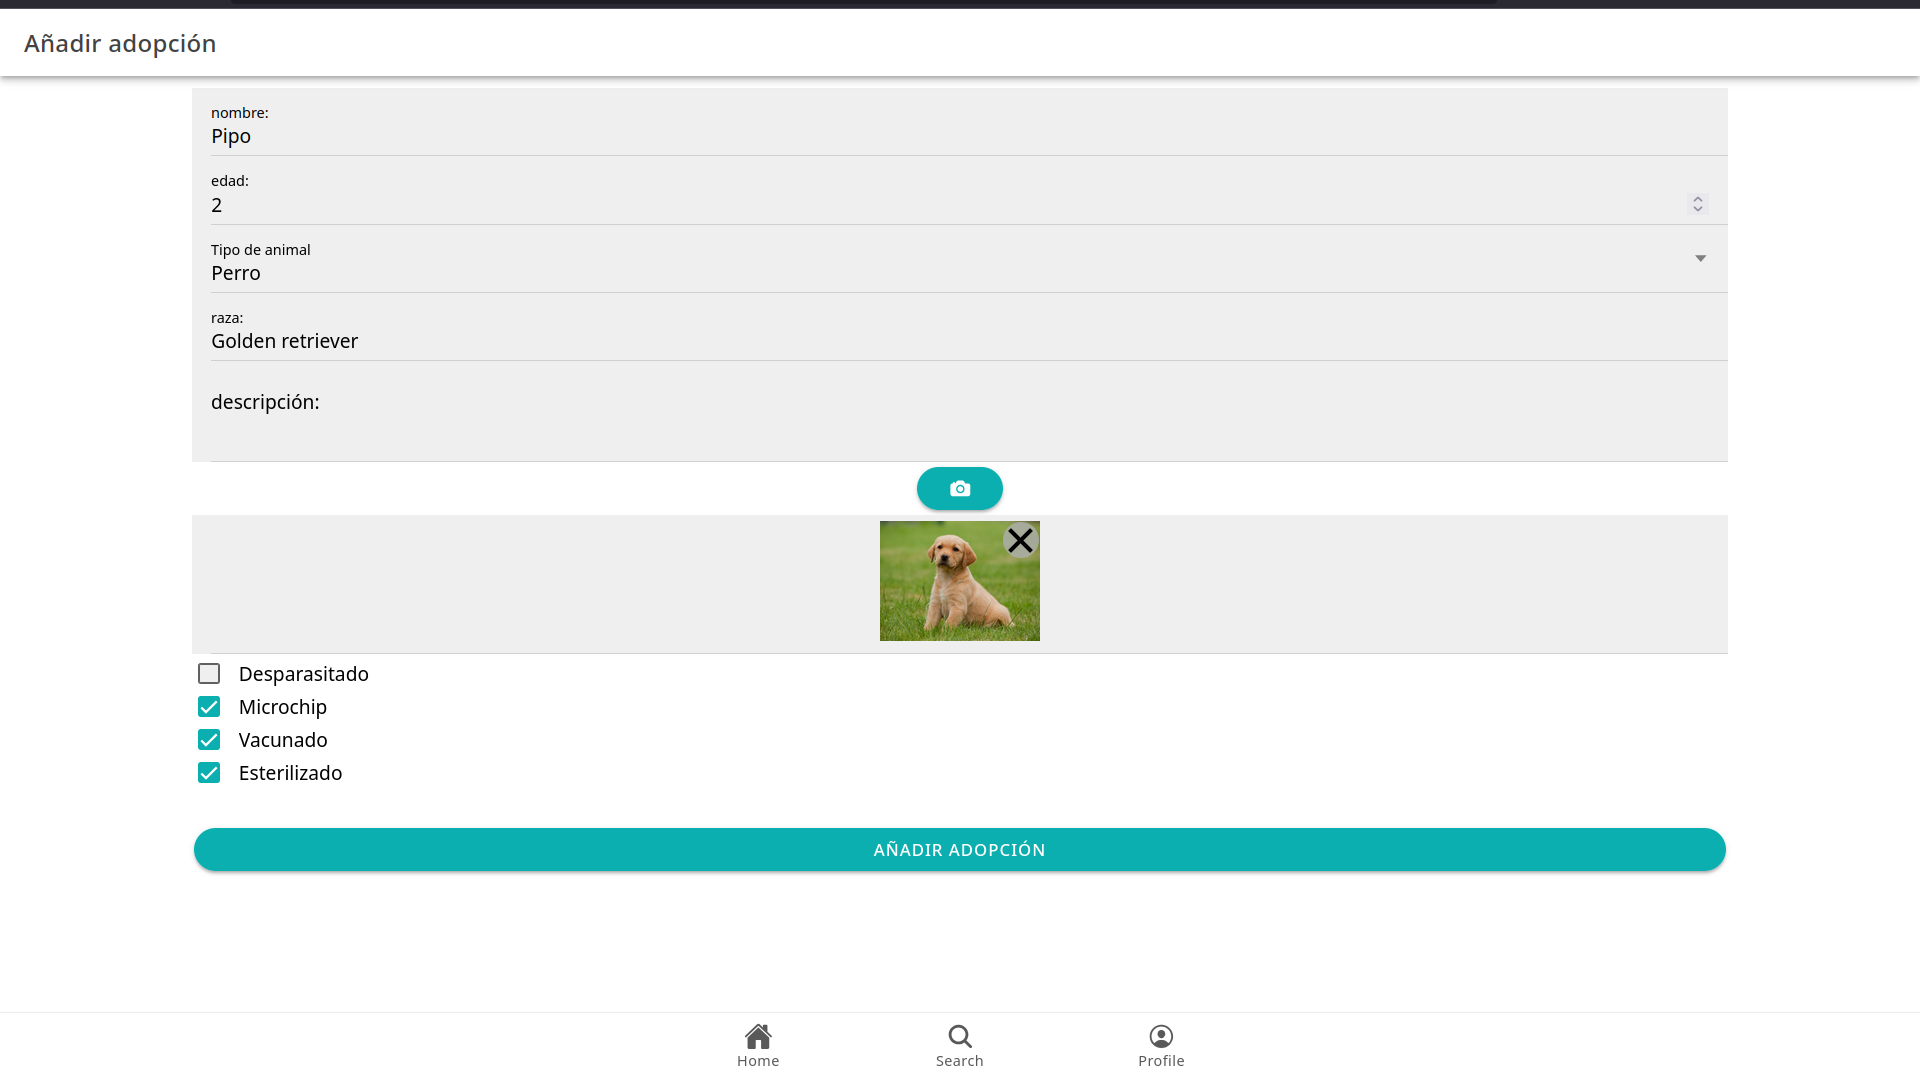 Añadir adopción
nombre:
Pipo
edad:
2
Tipo de animal
Perro
raza:
Golden retriever
descripción:
Desparasitado
Microchip
Vacunado
Esterilizado
AÑADIR ADOPCIÓN
Home
Search
Profile